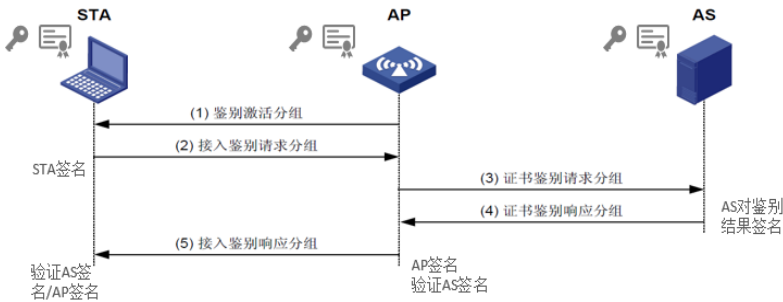 STA
AP
AS
(1) 鉴别激活分组
(2) 接入鉴别请求分组
STA签名
(3) 证书鉴别请求分组
(4) 证书鉴别响应分组
AS对鉴别
结果签名
(5) 接入鉴别响应分组
验证AS签
名/AP签名
AP签名
验证AS签名